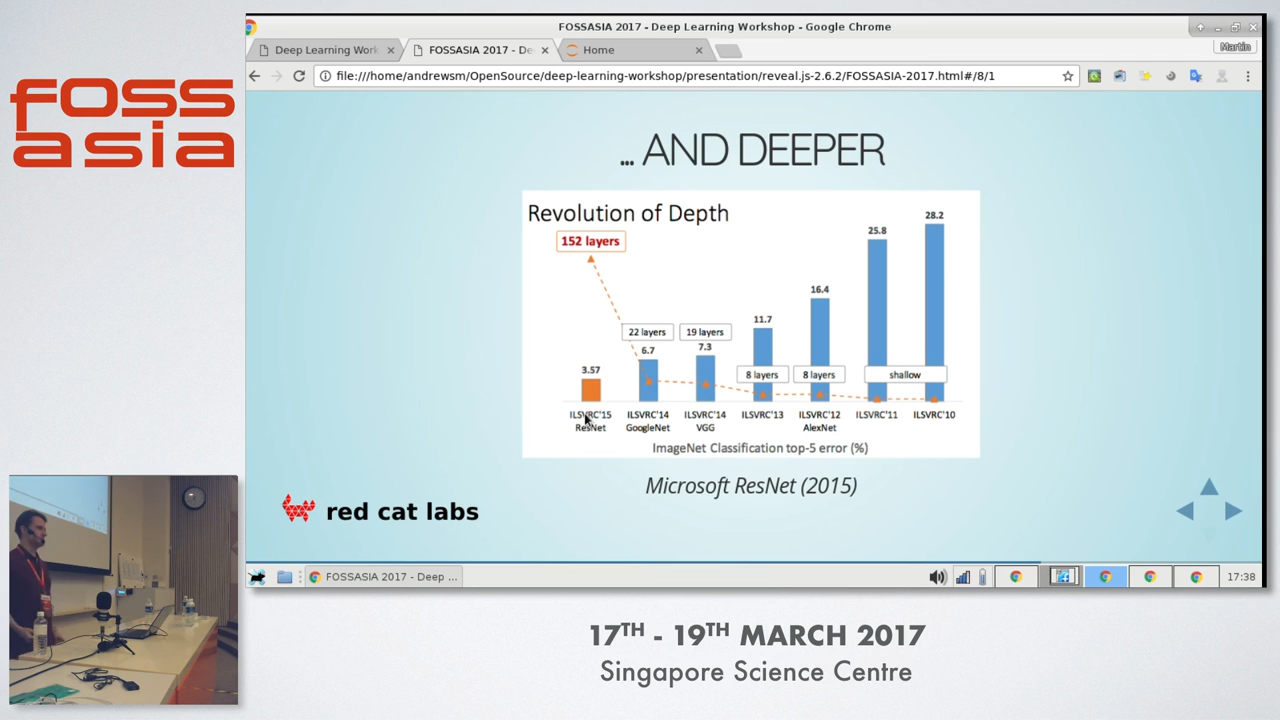 foss
asia
FOSSASIA 2017 - Deep Learning Workshop - Google Chrome
Deep Learning Work
FOSSASIA 2017 - De
Home
Martin
file:///home/andrewsm/OpenSource/deep-learning-workshop/presentation/reveal.js-2.6.2/FOSSASIA-2017.html#/8/1
... AND DEEPER
Revolution of Depth
152 layers
22 layers
19 layers
8 layers
8 layers
shallow
3.57
6.7
7.3
11.7
16.4
25.8
28.2
ILSVRC'15
ResNet
ILSVRC'14
GoogleNet
ILSVRC'14
VGG
ILSVRC'13
ILSVRC'12
AlexNet
ILSVRC'11
ILSVRC'10
ImageNet Classification top-5 error (%)
Microsoft ResNet (2015)
red cat labs
FOSSASIA 2017 - Deep ...
17:38
17TH - 19TH MARCH 2017
Singapore Science Centre